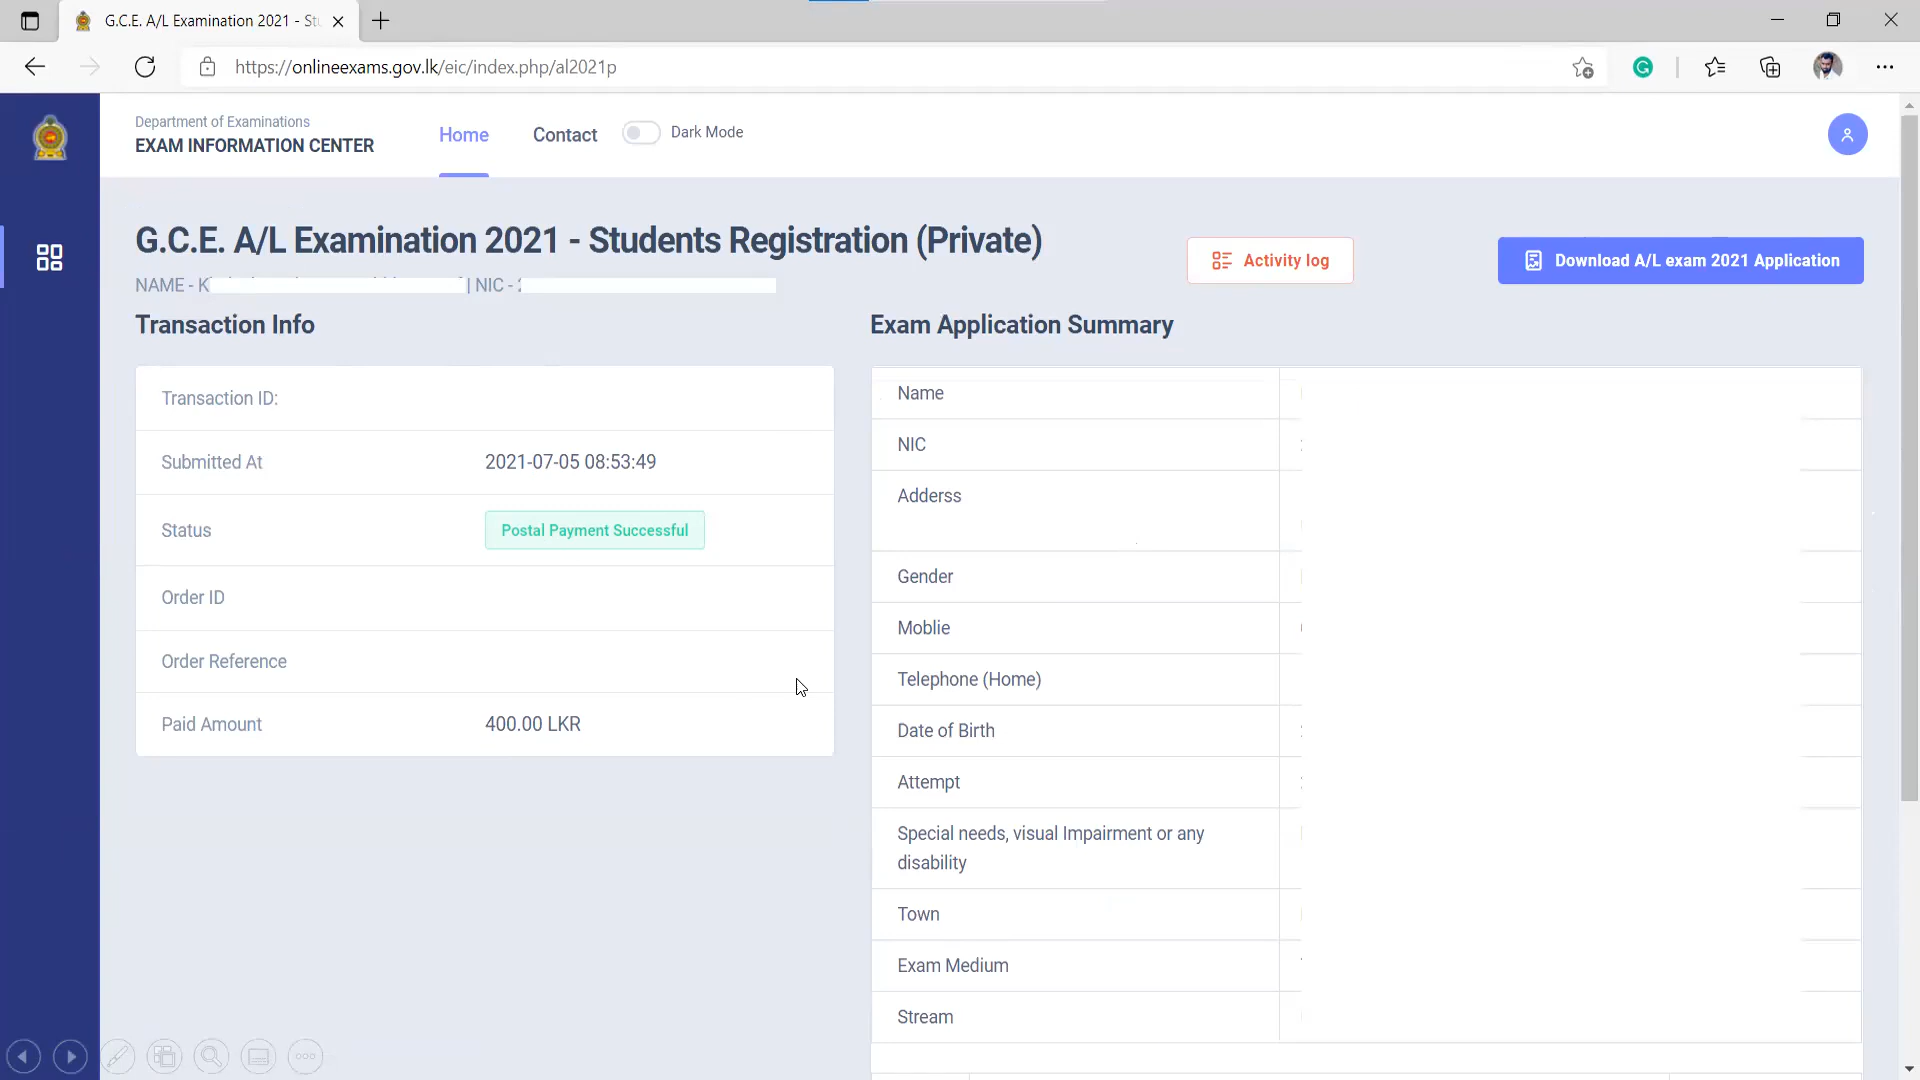 G.C.E. A/L Examination 2021 - St
https://onlineexams.gov.lk/eic/index.php/al2021p
Department of Examinations
EXAM INFORMATION CENTER
Home
Contact
Dark Mode
G.C.E. A/L Examination 2021 - Students Registration (Private)
Activity log
Download A/L exam 2021 Application
NAME - K | NIC - 2
Transaction Info
Transaction ID:
Submitted At 2021-07-05 08:53:49
Status Postal Payment Successful
Order ID
Order Reference
Paid Amount 400.00 LKR
Exam Application Summary
Name
NIC
Adderss
Gender
Moblie
Telephone (Home)
Date of Birth
Attempt
Special needs, visual Impairment or any
disability
Town
Exam Medium
Stream